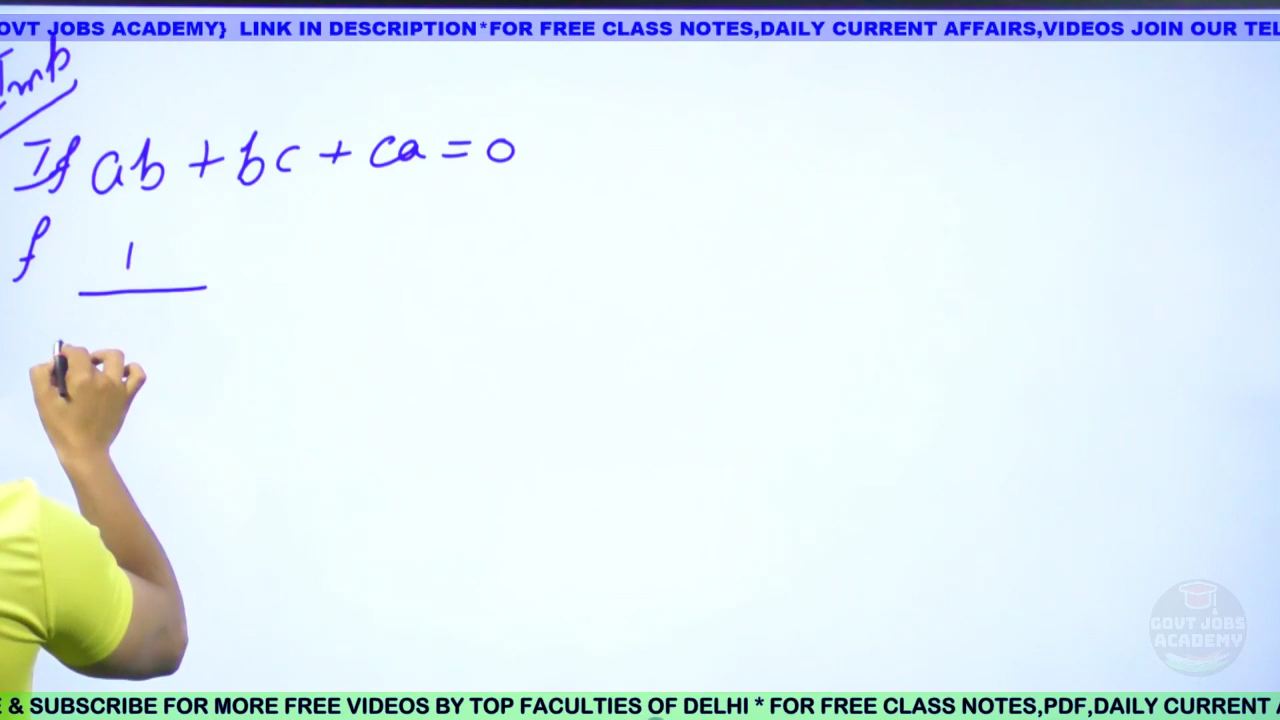 OVT JOBS ACADEMY} LINK IN DESCRIPTION*FOR FREE CLASS NOTES,DAILY CURRENT AFFAIRS,VIDEOS JOIN OUR TEL
Imp
If ab + bc + ca = 0
f 1
GOVT JOBS
ACADEMY
E & SUBSCRIBE FOR MORE FREE VIDEOS BY TOP FACULTIES OF DELHI * FOR FREE CLASS NOTES,PDF,DAILY CURRENT A